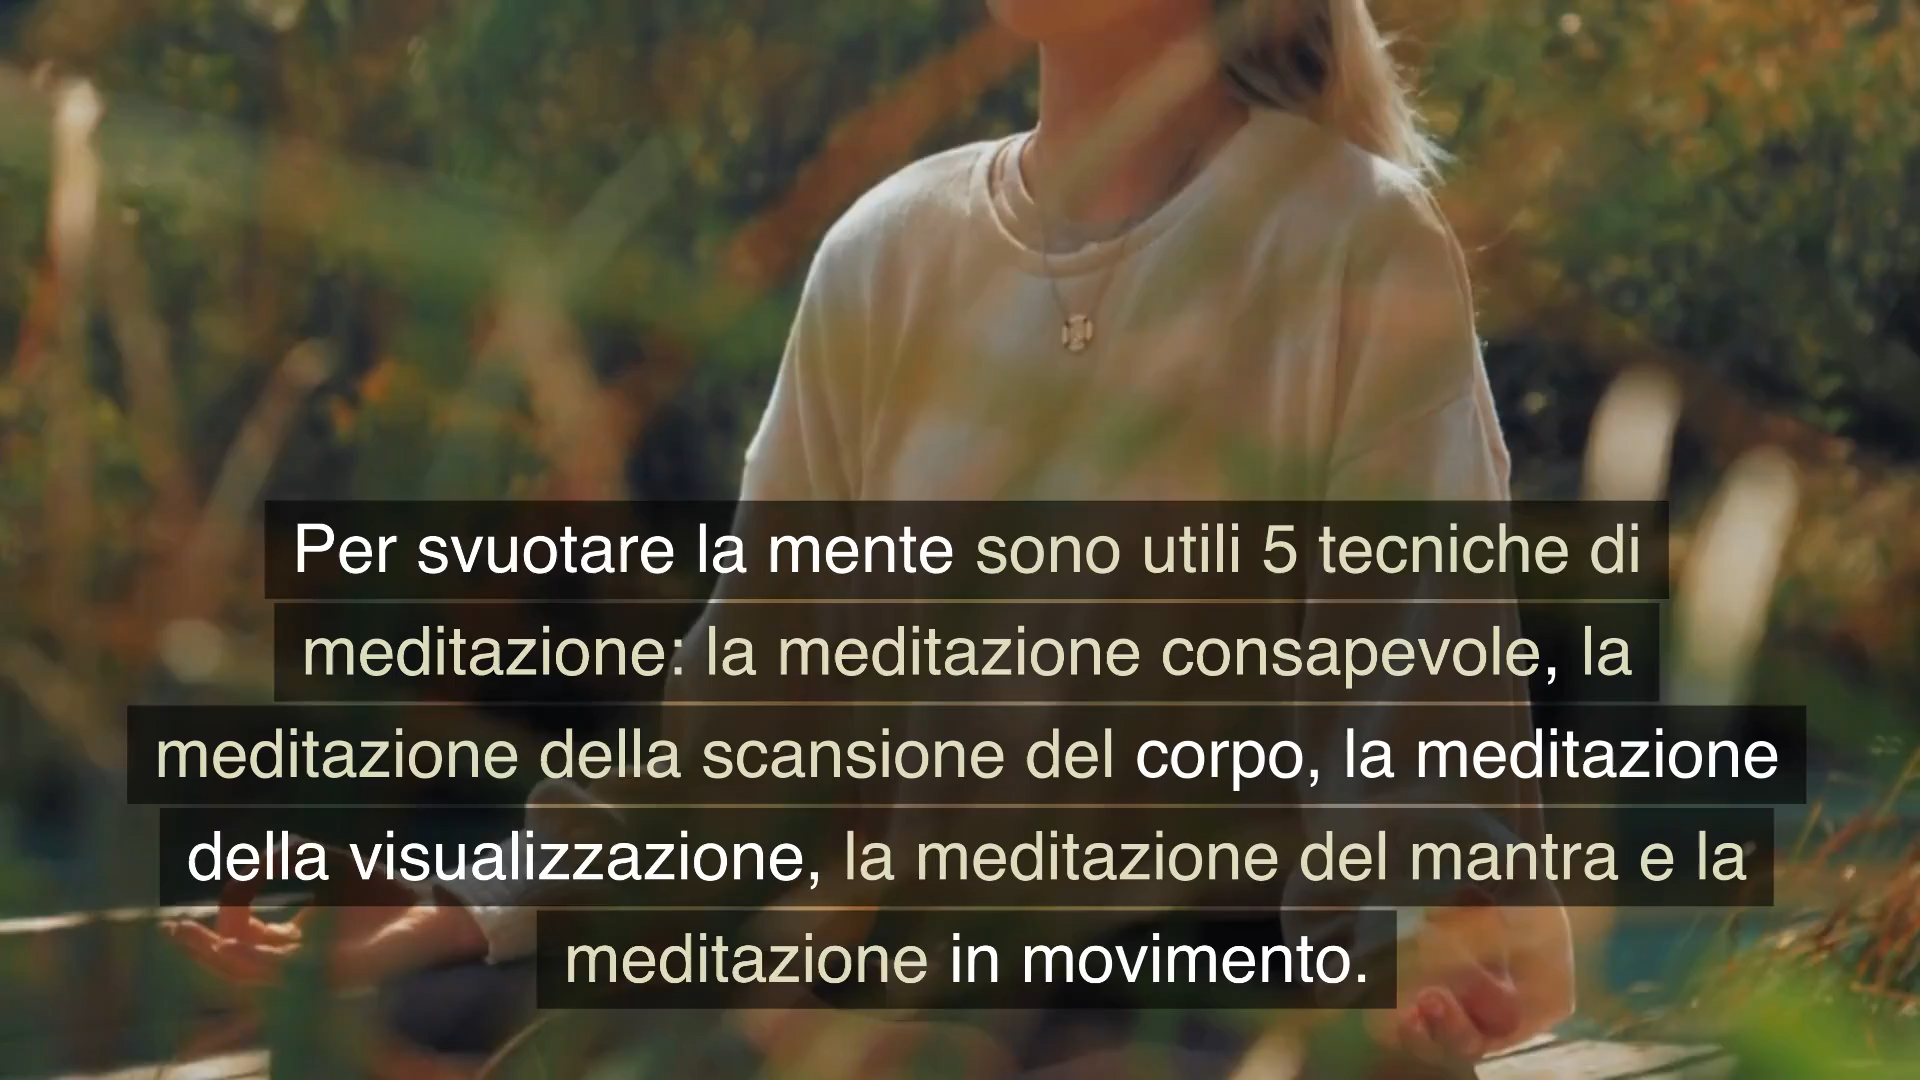 Per svuotare la mente sono utili 5 tecniche di
meditazione: la meditazione consapevole, la
meditazione della scansione del corpo, la meditazione
della visualizzazione, la meditazione del mantra e la
meditazione in movimento.